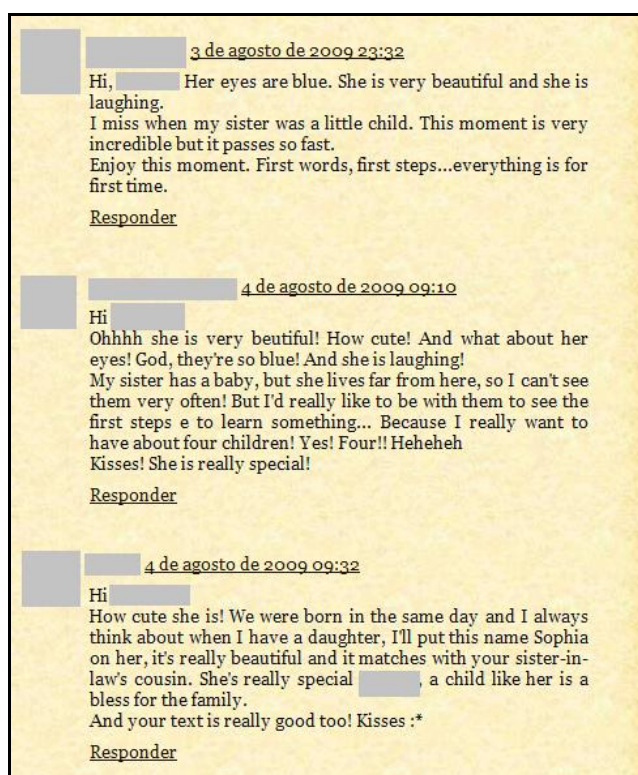 3 de agosto de 2009 23:32
Hi, Her eyes are blue. She is very beautiful and she is
laughing.
I miss when my sister was a little child. This moment is very
incredible but it passes so fast.
Enjoy this moment. First words, first steps...everything is for
first time.
Responder
4 de agosto de 2009 09:10
Hi
Ohhhh she is very beutiful! How cute! And what about her
eyes! God, they're so blue! And she is laughing!
My sister has a baby, but she lives far from here, so I can't see
them very often! But I'd really like to be with them to see the
first steps e to learn something... Because I really want to
have about four children! Yes! Four!! Heheheh
Kisses! She is really special!
Responder
4 de agosto de 2009 09:32
Hi
How cute she is! We were born in the same day and I always
think about when I have a daughter, I'll put this name Sophia
on her, it's really beautiful and it matches with your sister-in-
law's cousin. She's really special , a child like her is a
bless for the family.
And your text is really good too! Kisses :*
Responder